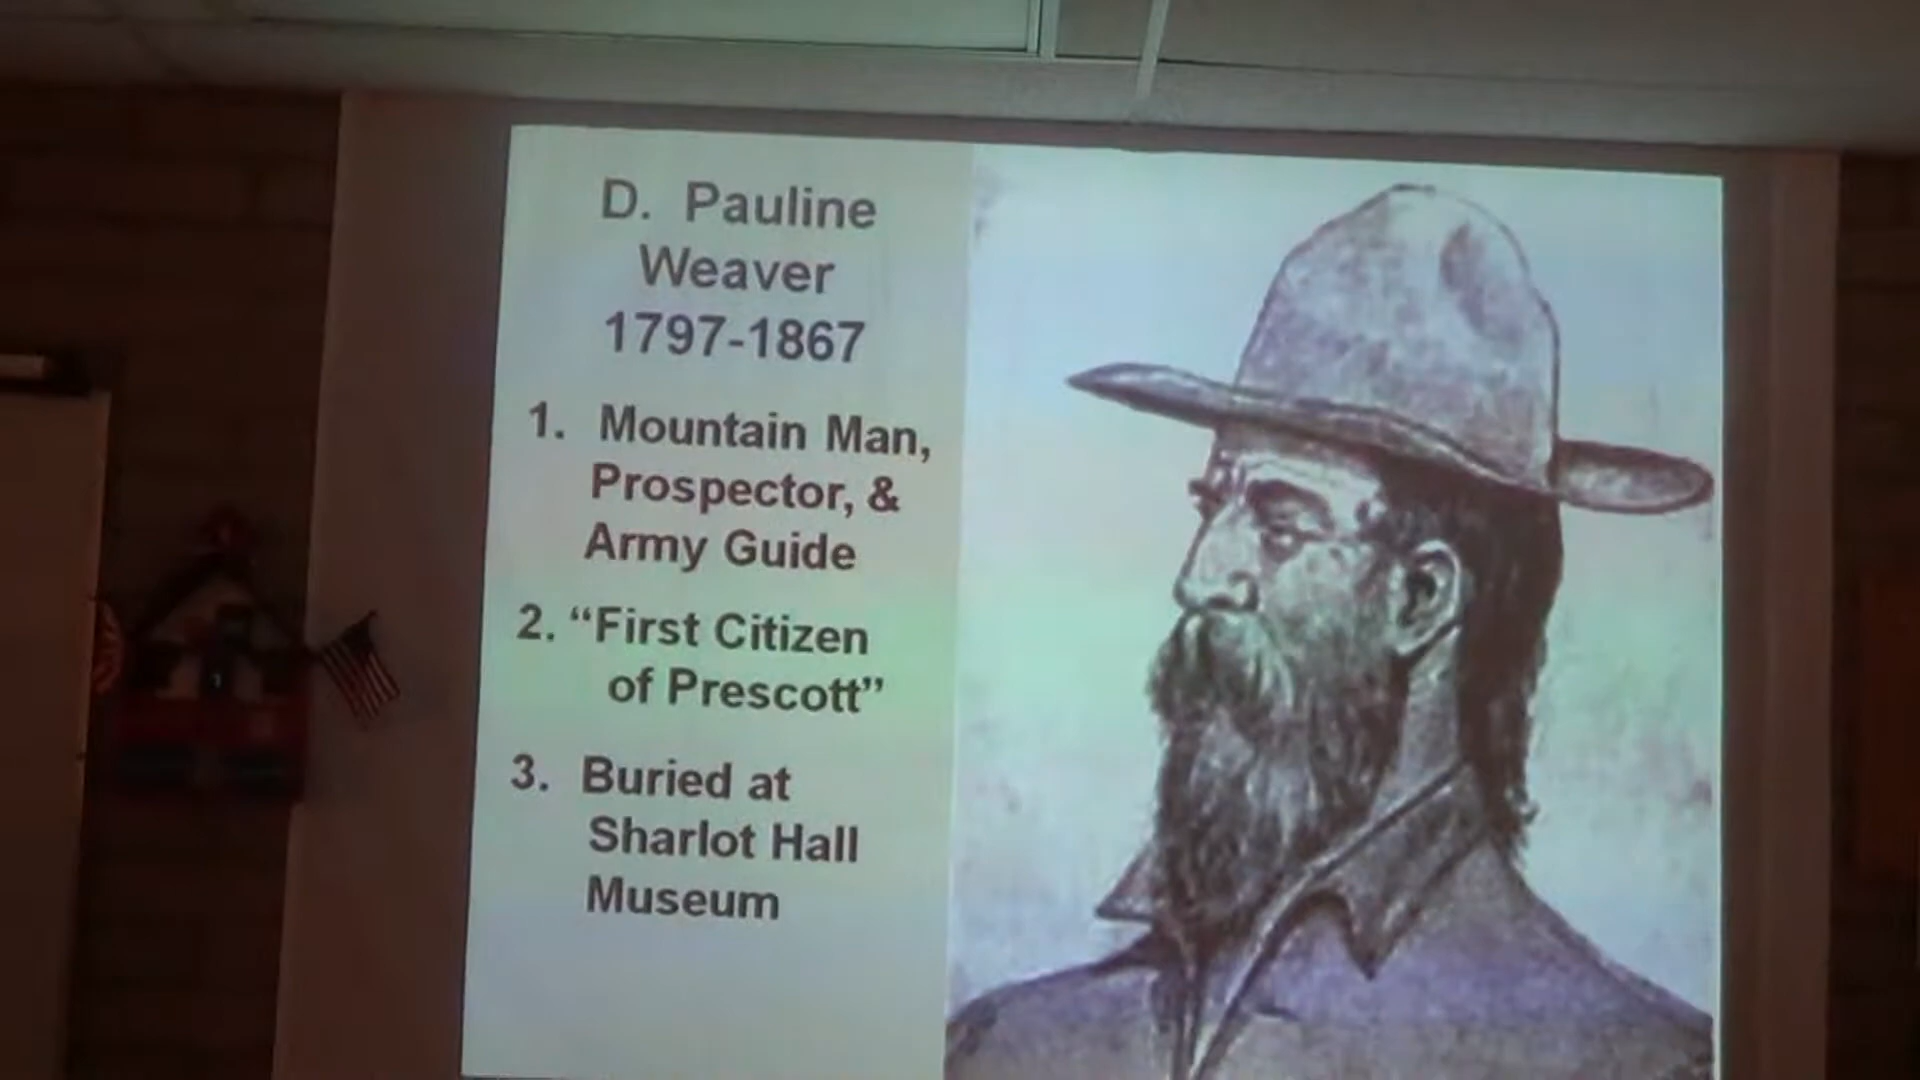 D. Pauline
Weaver
1797-1867
1. Mountain Man,
Prospector, &
Army Guide
2. “First Citizen
of Prescott”
3. Buried at
Sharlot Hall
Museum